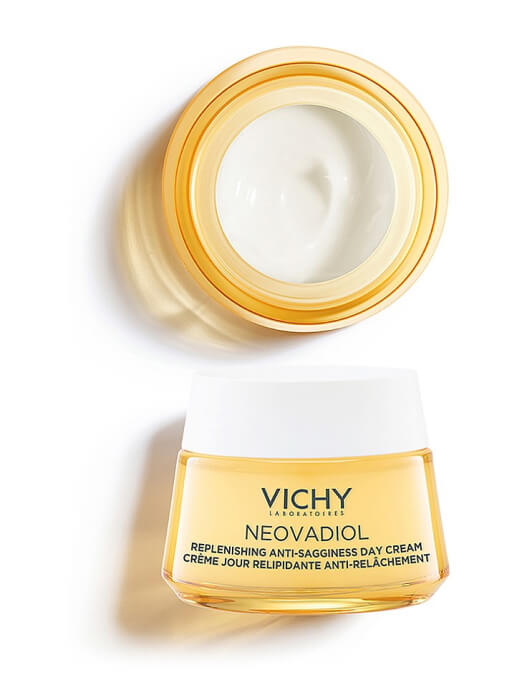 VICHY
LABORATOIRES
NEOVADIOL
REPLENISHING ANTI-SAGGINESS DAY CREAM
CRÈME JOUR RELIPIDANTE ANTI-RELÂCHEMENT